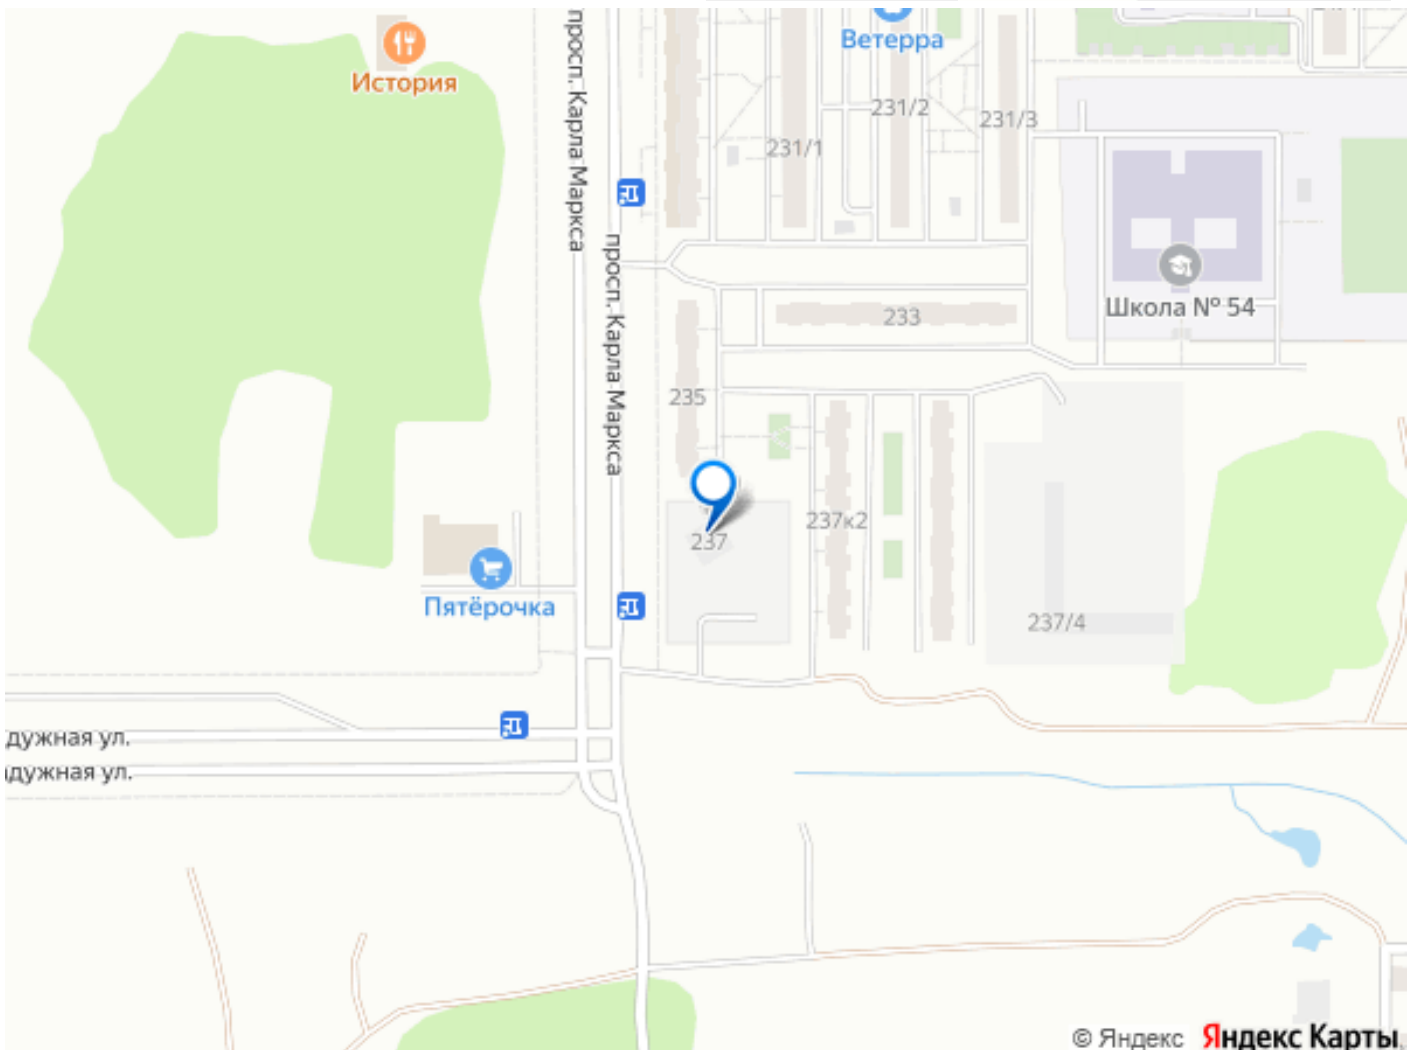 История
Ветерра
просп. Карла Маркса
231/1
231/2
231/3
просп. Карла Маркса
Школа № 54
233
235
237
237к2
237/4
Пятёрочка
дужная ул.
дужная ул.
© Яндекс Яндекс Карты